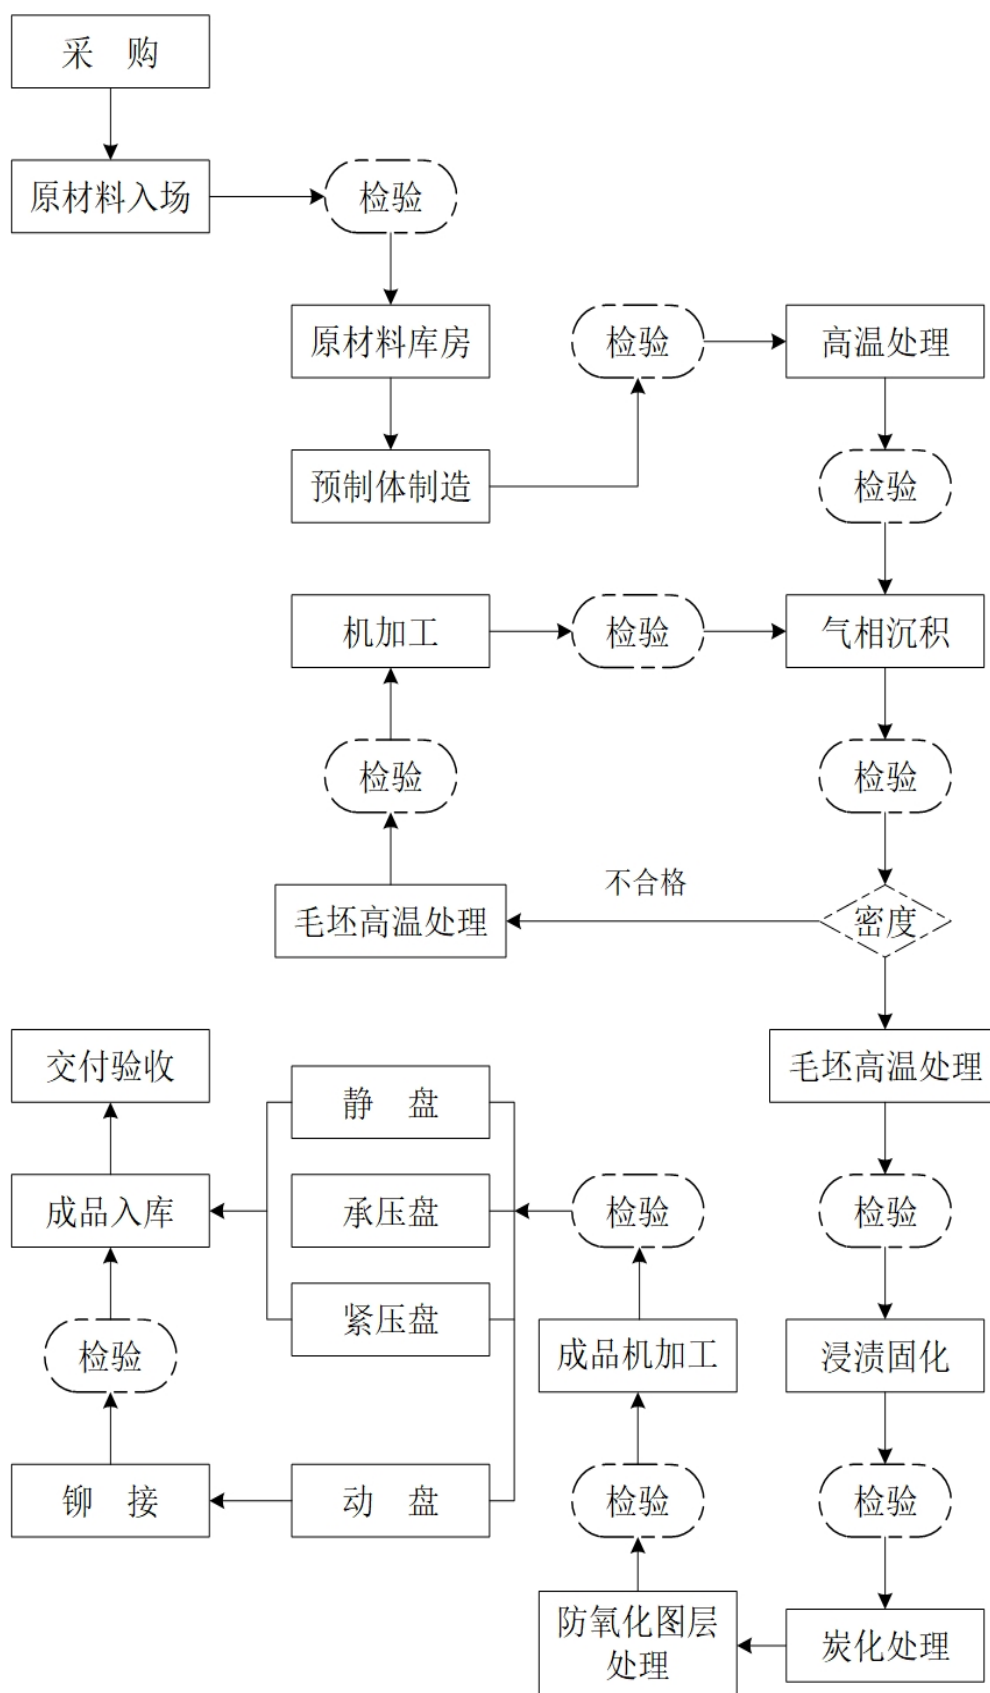 采 购
原材料入场
检验
原材料库房
检验
高温处理
预制体制造
检验
机加工
检验
气相沉积
检验
检验
不合格
毛坯高温处理
密度
交付验收
毛坯高温处理
静 盘
成品入库
承压盘
检验
检验
紧压盘
检验
成品机加工
浸渍固化
铆 接
动 盘
检验
检验
防氧化图层
处理
炭化处理